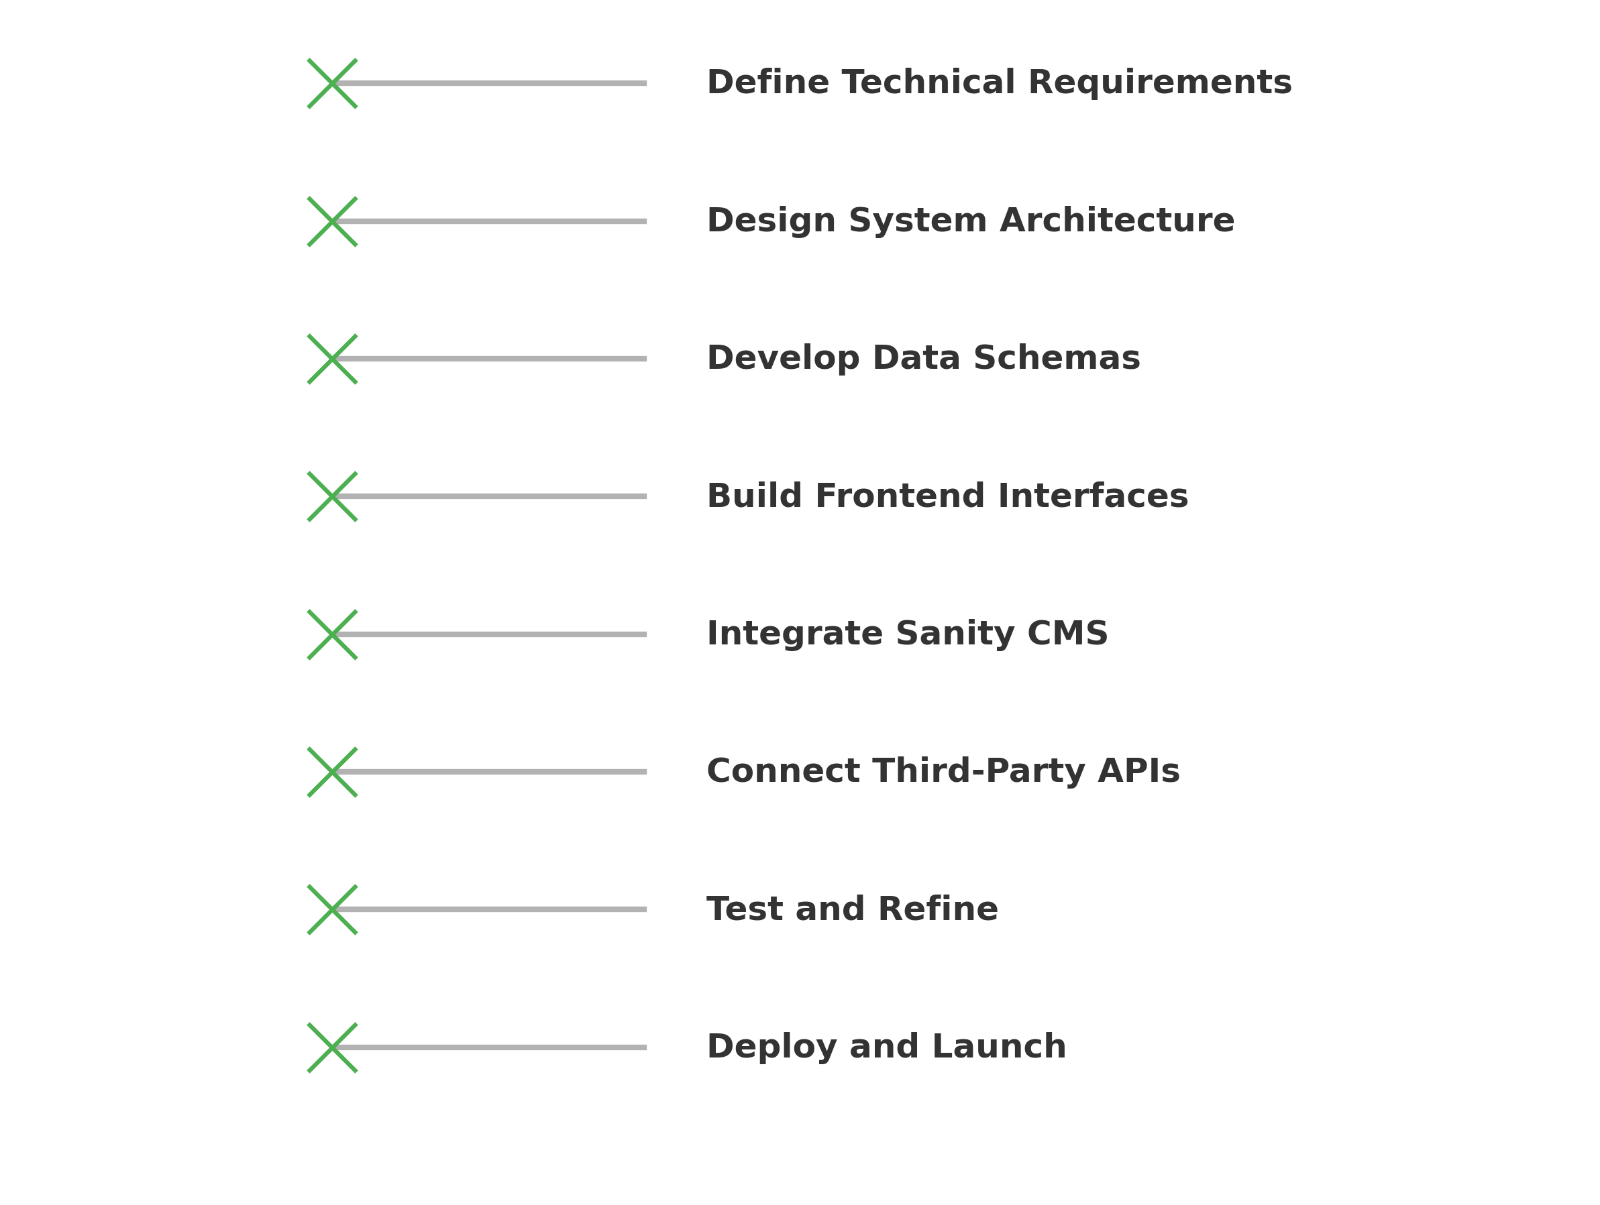 Define Technical Requirements
Design System Architecture
Develop Data Schemas
Build Frontend Interfaces
Integrate Sanity CMS
Connect Third-Party APIs
Test and Refine
Deploy and Launch